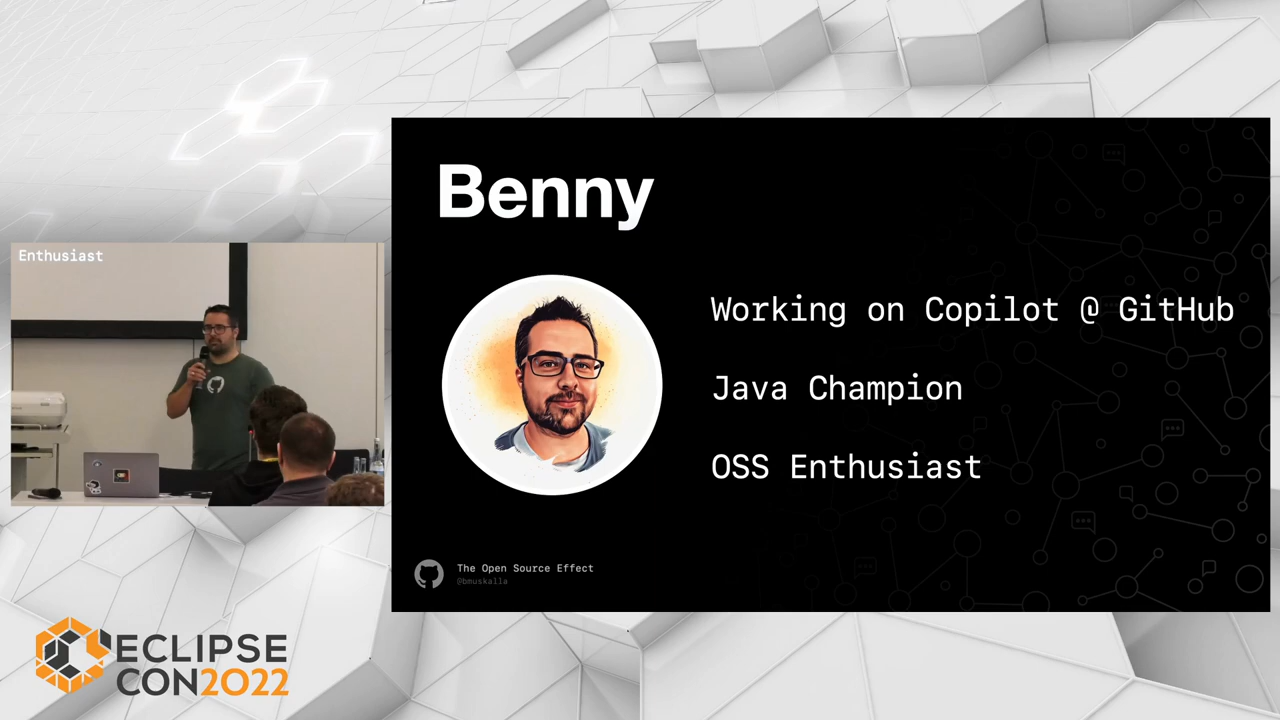 Enthusiast
Benny
Working on Copilot @ GitHub
Java Champion
OSS Enthusiast
The Open Source Effect
@bmuskalla
ECLIPSE
CON2022